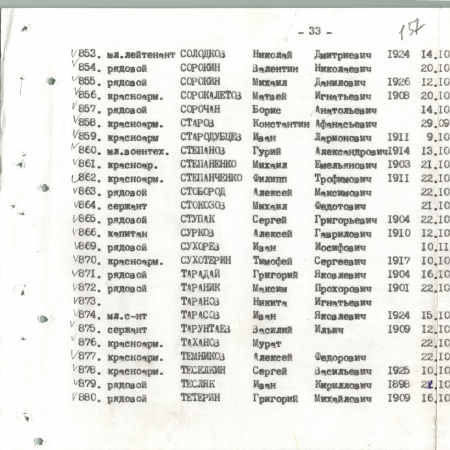 - 33 -
157
853. мл.лейтенант СОЛОДКОВ Николай Дмитриевич 1924 14.10
854. рядовой СОРОКИН Валентин Николаевич 20.10
855. рядовой СОРОКИН Михаил Данилович 1926 12.10
856. красноарм. СОРОКАЛЕТОВ Матвей Игнатьевич 1908 20.10
857. рядовой СОРОЧАН Борис Анатольевич 14.10
858. красноарм. СТАРОВ Константин Афанасьевич 29.09
859. красноарм СТАРОДУБЦЕВ Иван Ларионович 1911 9.10
860. мл.воентех. СТЕПАНОВ Гурий Александрович 1914 13.10
861. красноар. СТЕПАНЕНКО Михаил Емельянович 1903 21.10
862. красноарм. СТЕПАНЧЕНКО Филипп Трофимович 1911 22.10
863. рядовой СТОБОРОД Алексей Максимович 22.10
864. сержант СТОКОЗОВ Михаил Федотович 21.10
865. рядовой СТУПАК Сергей Григорьевич 1904 22.10
866. капитан СУРКОВ Алексей Гаврилович 1910 12.10
869. рядовой СУХОРЕВ Иван Иосифович 10.11
870. красноарм. СУХОТЕРИН Тимофей Сергеевич 1917 10.10
871. рядовой ТАРАДАЙ Григорий Яковлевич 1904 16.10
872. рядовой ТАРАНИК Максим Прохорович 1901 22.10
873. ТАРАНОВ Никита Игнатьевич
874. мл.с-нт ТАРАСОВ Иван Яковлевич 1924 15.10
875. сержант ТАРУНТАЕВ Василий Ильич 1909 12.10
876. красноарм. ТАХАНОВ Мурат 22.10
877. красноарм. ТЕМНИКОВ Алексей Федорович 22.10
878. красноарм. ТЕСЕЛКИН Сергей Васильевич 1925 10.10
879. рядовой ТЕСЛЯК Иван Кириллович 1898 .10
880. рядовой ТЕТЕРИН Григорий Михайлович 1909 16.10